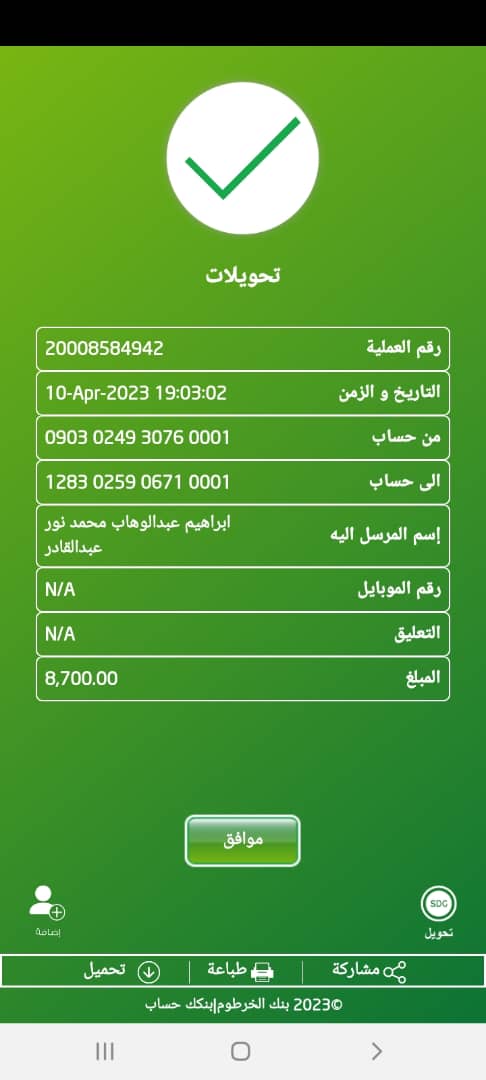 تحويلات
رقم العملية 20008584942
التاريخ و الزمن 10-Apr-2023 19:03:02
من حساب 0903 0249 3076 0001
الى حساب 1283 0259 0671 0001
إسم المرسل اليه ابراهيم عبدالوهاب محمد نور
عبدالقادر
رقم الموبايل N/A
التعليق N/A
المبلغ 8,700.00
موافق
SDG
تحويل
إضافة
مشاركة طباعة تحميل
©2023 بنك الخرطوم|بنكك حساب